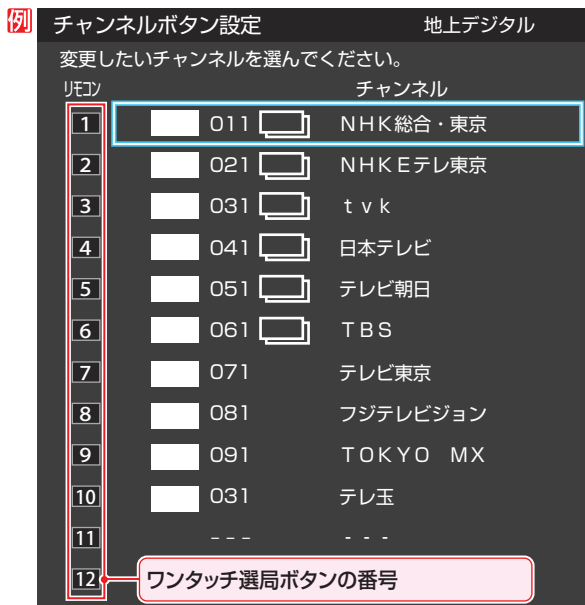 例
チャンネルボタン設定 地上デジタル
変更したいチャンネルを選んでください。
リモコン チャンネル
1 011 NHK総合・東京
2 021 NHKEテレ東京
3 031 tvk
4 041 日本テレビ
5 051 テレビ朝日
6 061 TBS
7 071 テレビ東京
8 081 フジテレビジョン
9 091 TOKYO MX
10 031 テレ玉
11 --- ---
12 ワンタッチ選局ボタンの番号